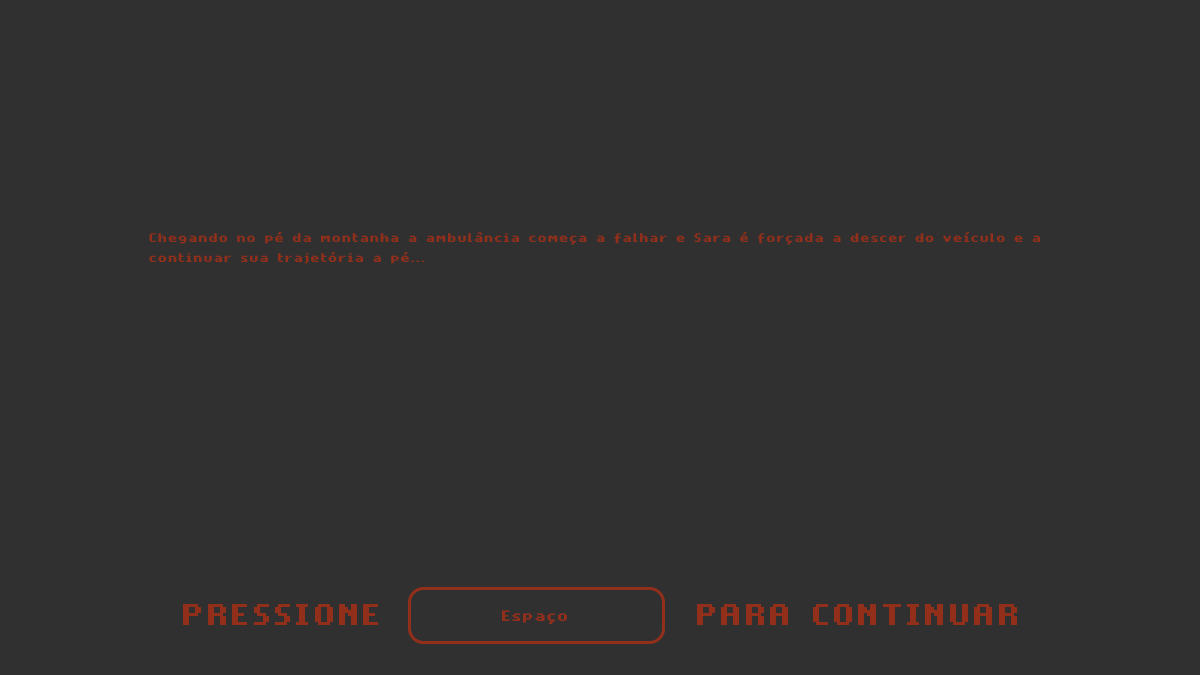 Chegando no pé da montanha a ambulância começa a falhar e Sara é forçada a descer do veículo e a
continuar sua trajetória a pé...
PRESSIONE Espaço PARA CONTINUAR